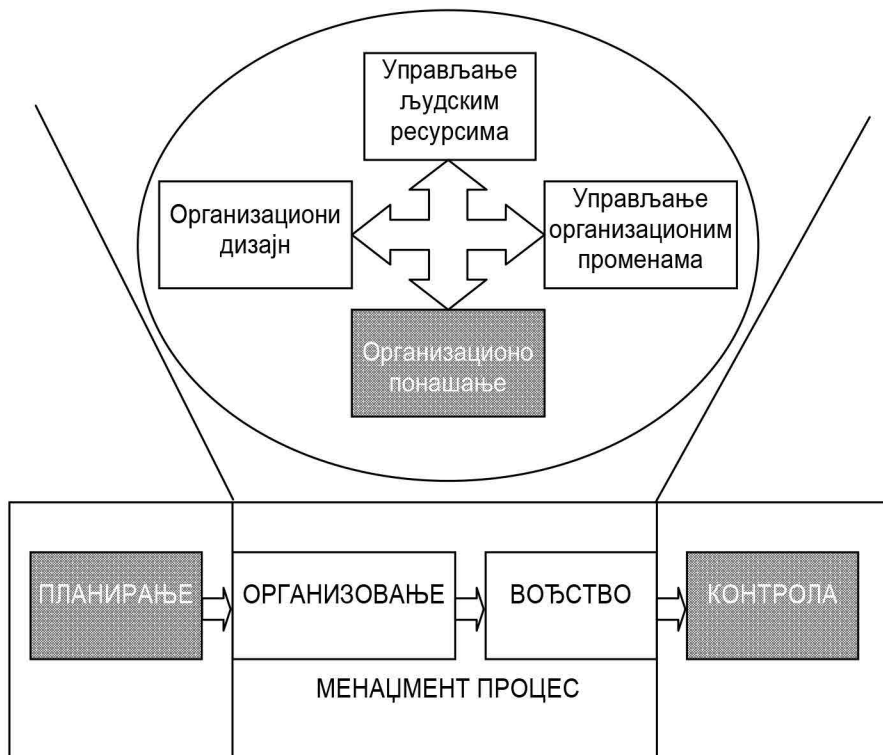 Управљање
људским
ресурсима
Организациони
дизајн
Управљање
организационим
променама
Организационо
понашање
ПЛАНИРАЊЕ
ОРГАНИЗОВАЊЕ
ВОЂСТВО
КОНТРОЛА
МЕНАЏМЕНТ ПРОЦЕС